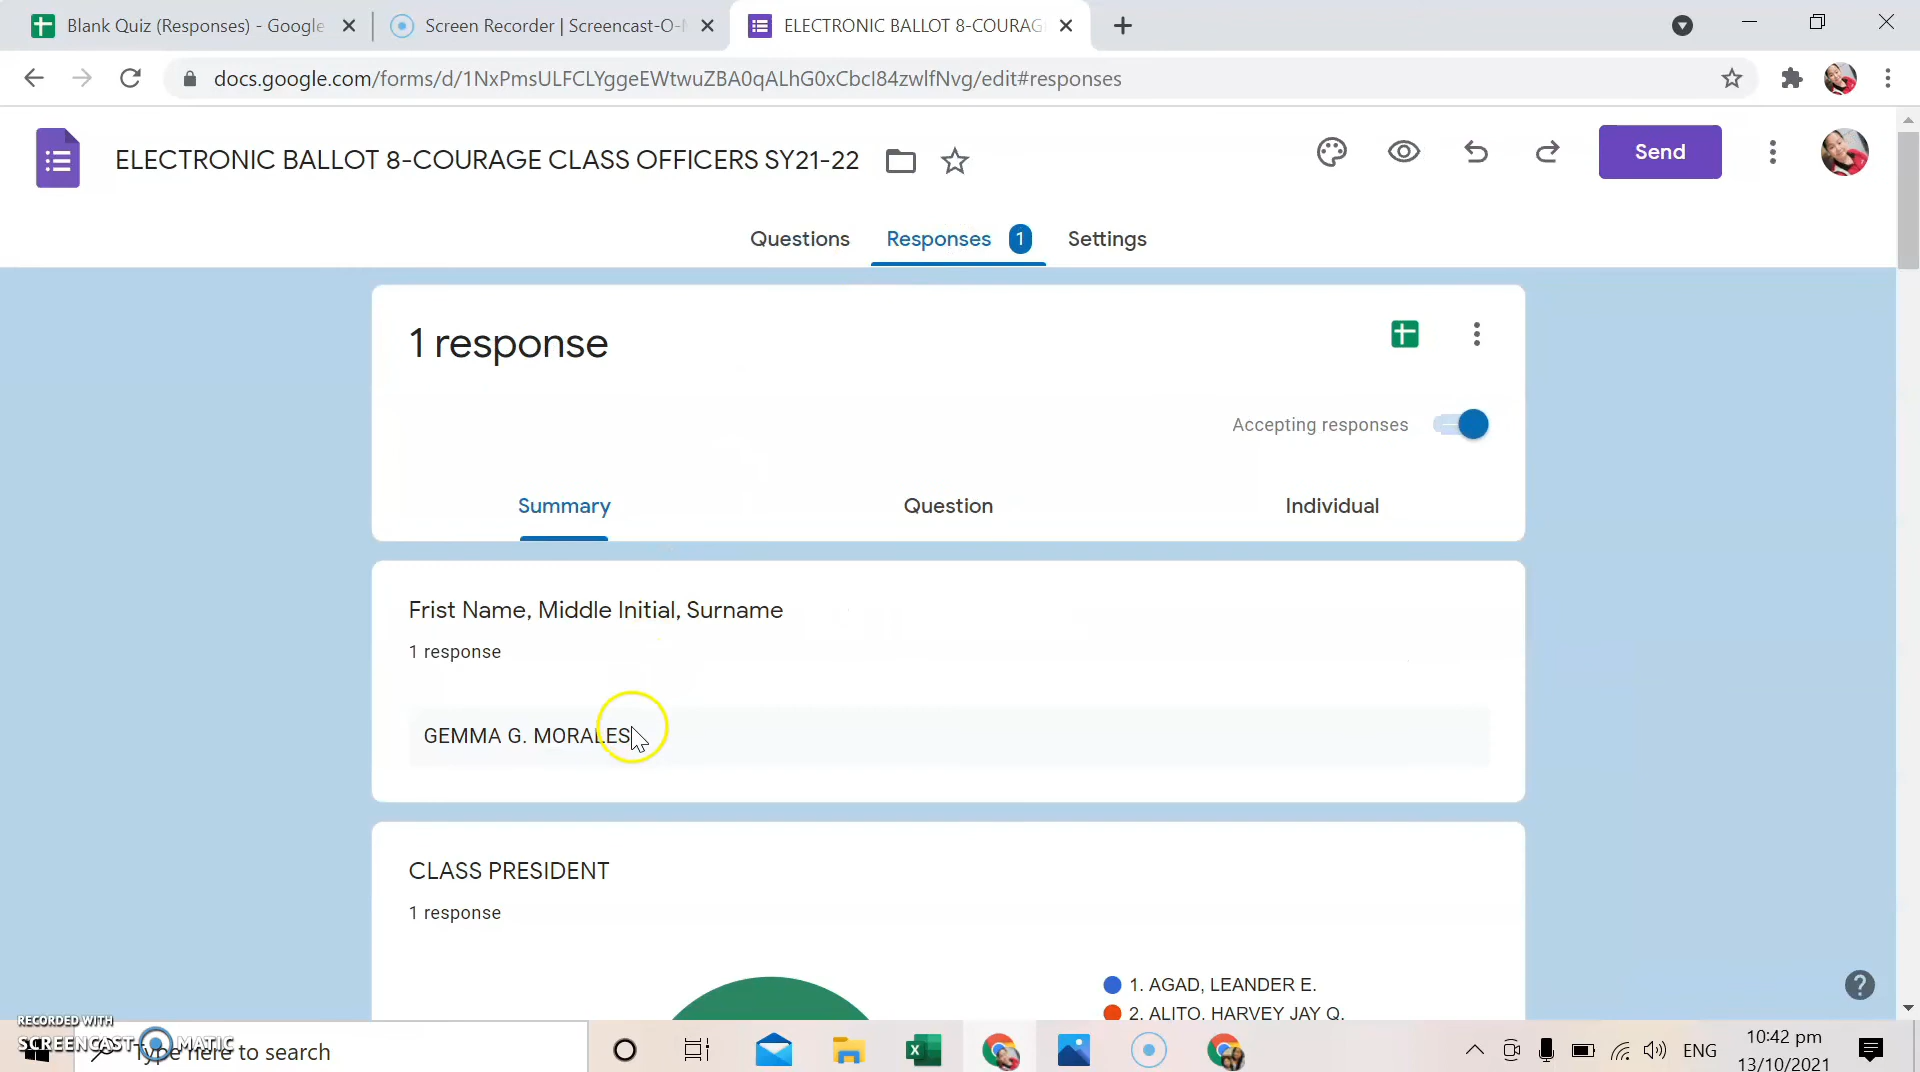 Blank Quiz (Responses) - Google
Screen Recorder | Screencast-O-M
ELECTRONIC BALLOT 8-COURAGE
docs.google.com/forms/d/1NxPmsULFCLYggeEWtwuZBA0qALhG0xCbcI84zwlfNvg/edit#responses
ELECTRONIC BALLOT 8-COURAGE CLASS OFFICERS SY21-22
Send
Questions
Responses 1
Settings
1 response
Accepting responses
Summary
Question
Individual
Frist Name, Middle Initial, Surname
1 response
GEMMA G. MORALES
CLASS PRESIDENT
1 response
1. AGAD, LEANDER E.
2. ALITO, HARVEY JAY Q.
RECORDED WITH
SCREENCAST-O-MATIC
Type here to search
ENG
10:42 pm
13/10/2021